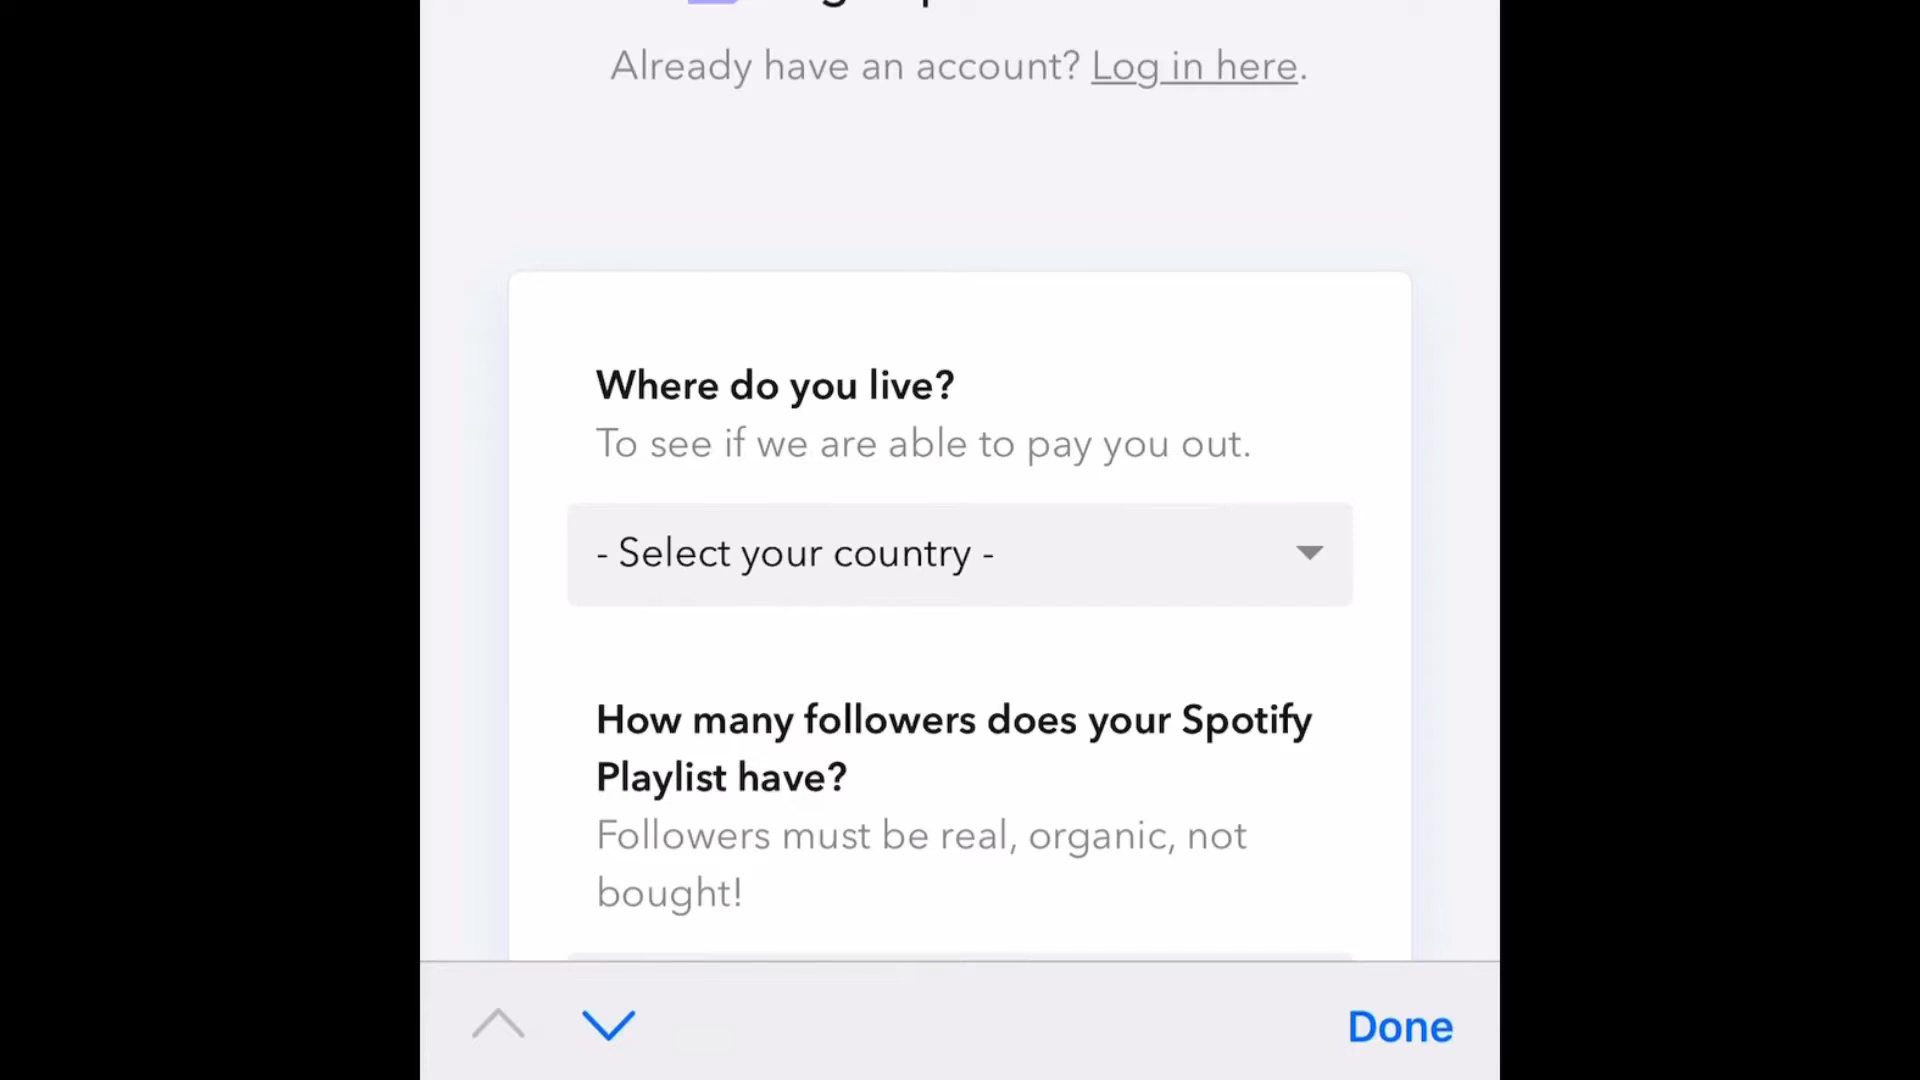 Already have an account? Log in here.
Where do you live?
To see if we are able to pay you out.
- Select your country -
How many followers does your Spotify
Playlist have?
Followers must be real, organic, not
bought!
Done